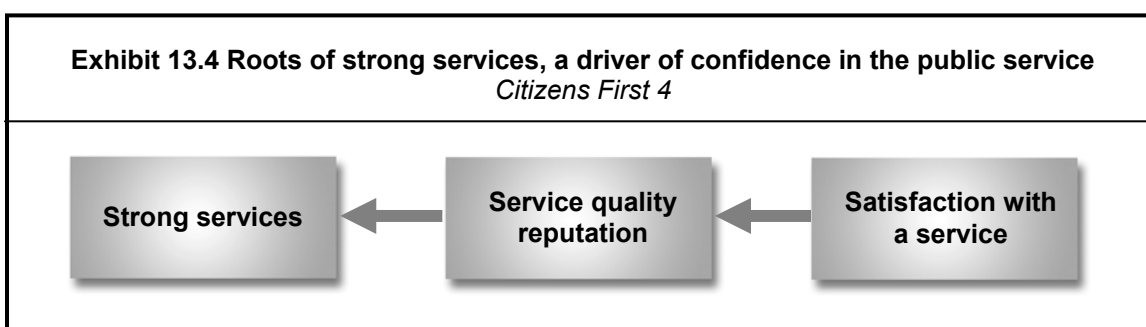 Exhibit 13.4 Roots of strong services, a driver of confidence in the public service
Citizens First 4
Strong services
Service quality
reputation
Satisfaction with
a service